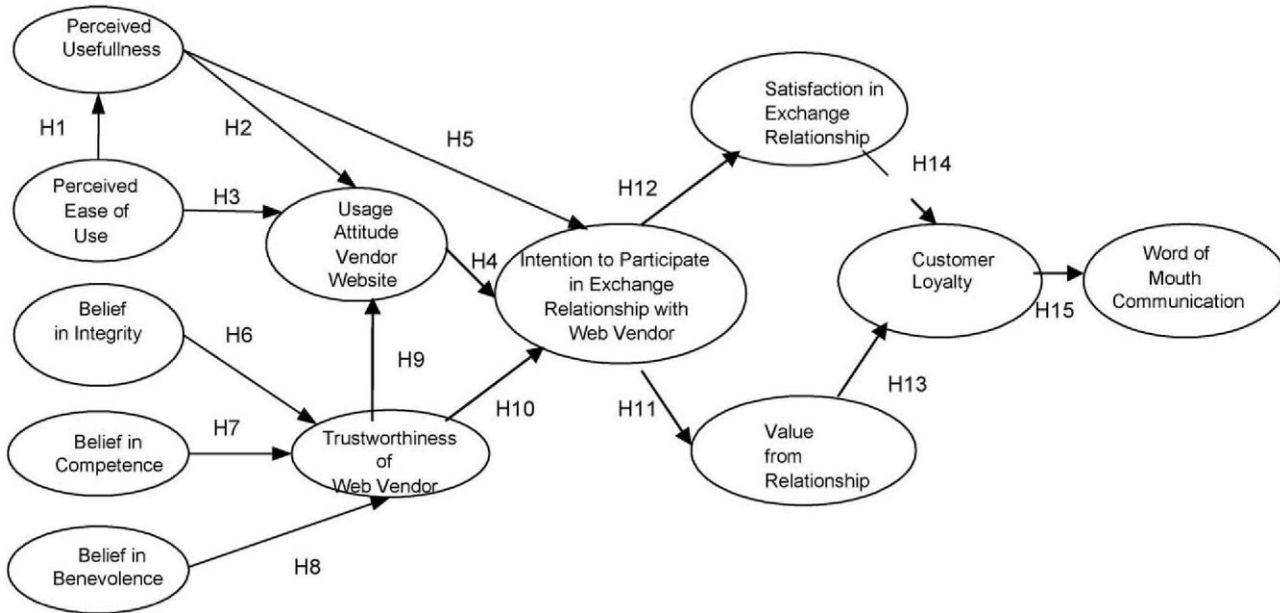 Perceived
Usefullness
H1
H2
H5
Perceived
Ease of
Use
H3
Usage
Attitude
Vendor
Website
H4
Belief
in Integrity
H6
Belief in
Competence
H7
Belief in
Benevolence
H8
Trustworthiness
of
Web Vendor
H9
H10
Intention to Participate
in Exchange
Relationship with
Web Vendor
H12
H11
Satisfaction in
Exchange
Relationship
H14
Value
from
Relationship
H13
Customer
Loyalty
H15
Word of
Mouth
Communication